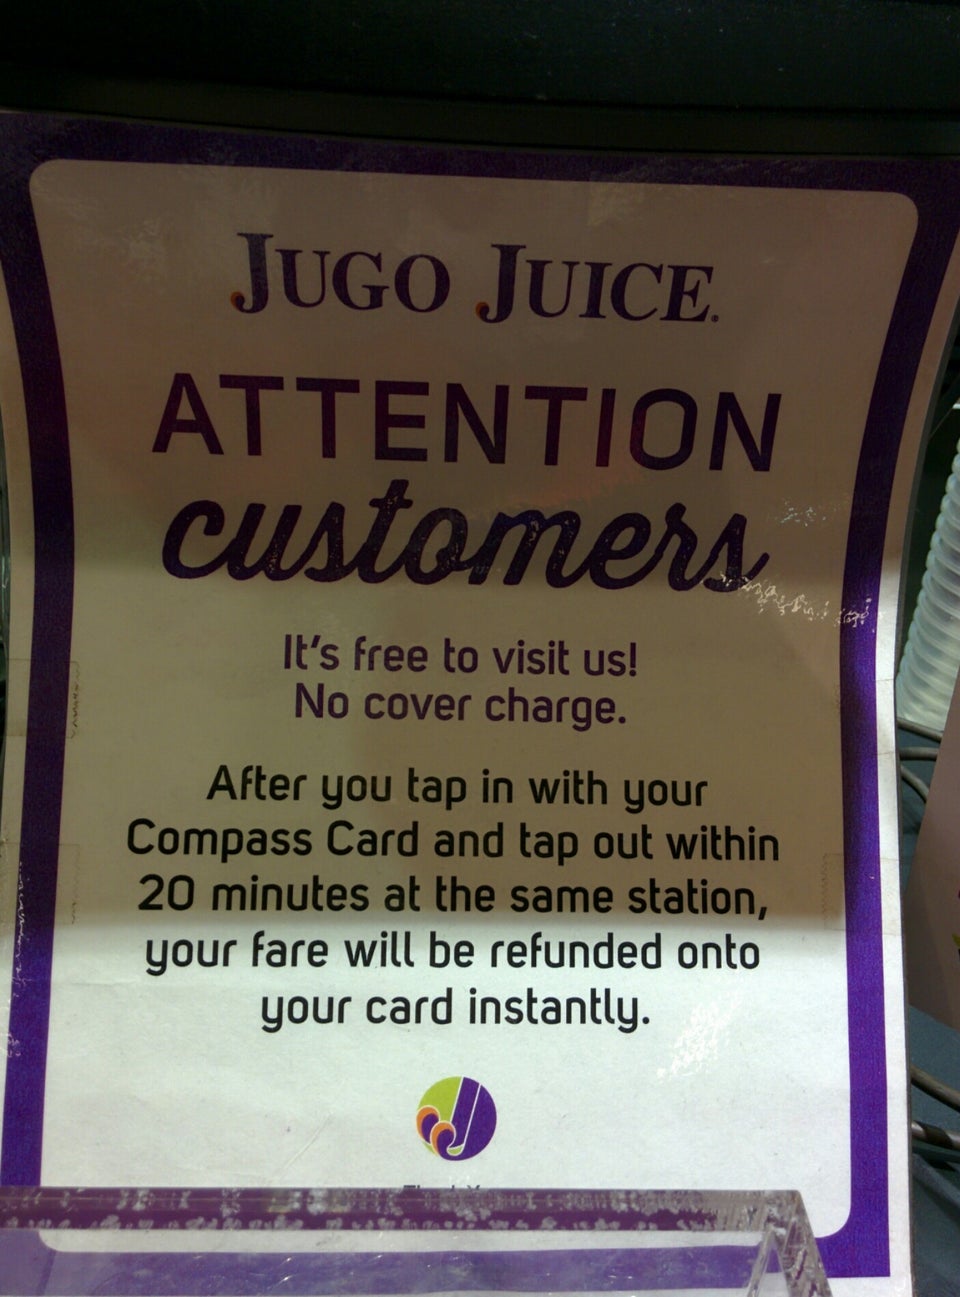 JUGO JUICE.
ATTENTION
customers
It's free to visit us!
No cover charge.
After you tap in with your
Compass Card and tap out within
20 minutes at the same station,
your fare will be refunded onto
your card instantly.